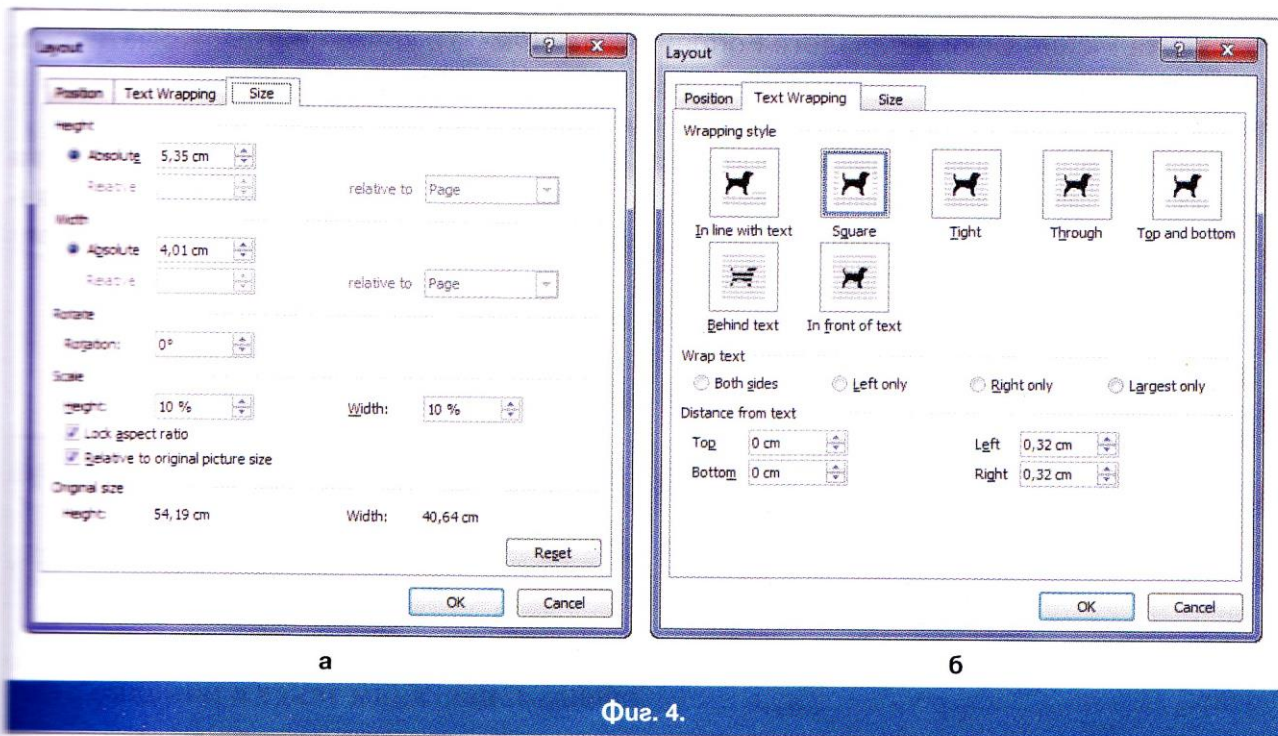 Layout
Position Text Wrapping Size
Height
Absolute 5,35 cm
Relative relative to Page
Width
Absolute 4,01 cm
Relative relative to Page
Rotate
Rotation: 0°
Scale
Height: 10 % Width: 10 %
Lock aspect ratio
Relative to original picture size
Original size
Height: 54,19 cm Width: 40,64 cm
Reset
OK Cancel
а
Layout
Position Text Wrapping Size
Wrapping style
In line with text Square Tight Through Top and bottom
Behind text In front of text
Wrap text
Both sides Left only Right only Largest only
Distance from text
Top 0 cm Left 0,32 cm
Bottom 0 cm Right 0,32 cm
OK Cancel
б
Фиг. 4.